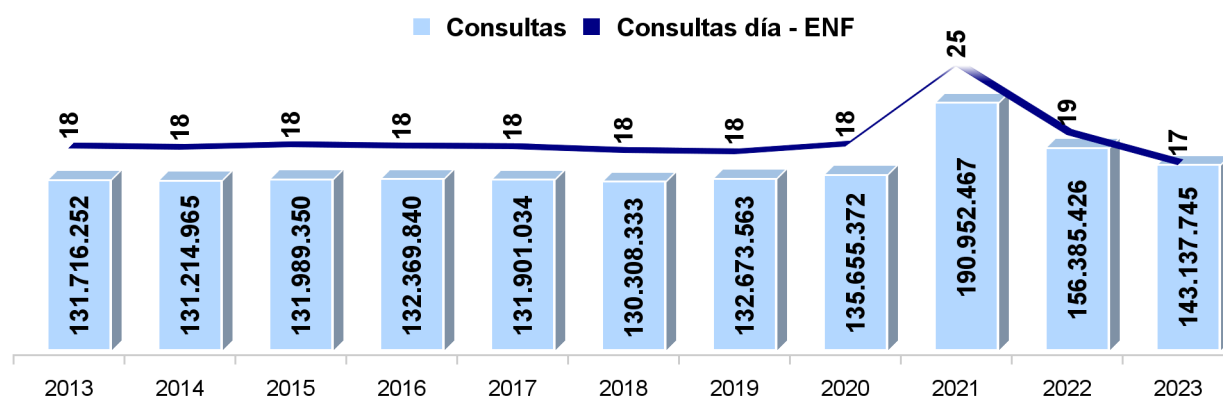 Consultas Consultas día - ENF
18 18 18 18 18 18 18 18 25 19 17
131.716.252 131.214.965 131.989.350 132.369.840 131.901.034 130.308.333 132.673.563 135.655.372 190.952.467 156.385.426 143.137.745
2013 2014 2015 2016 2017 2018 2019 2020 2021 2022 2023